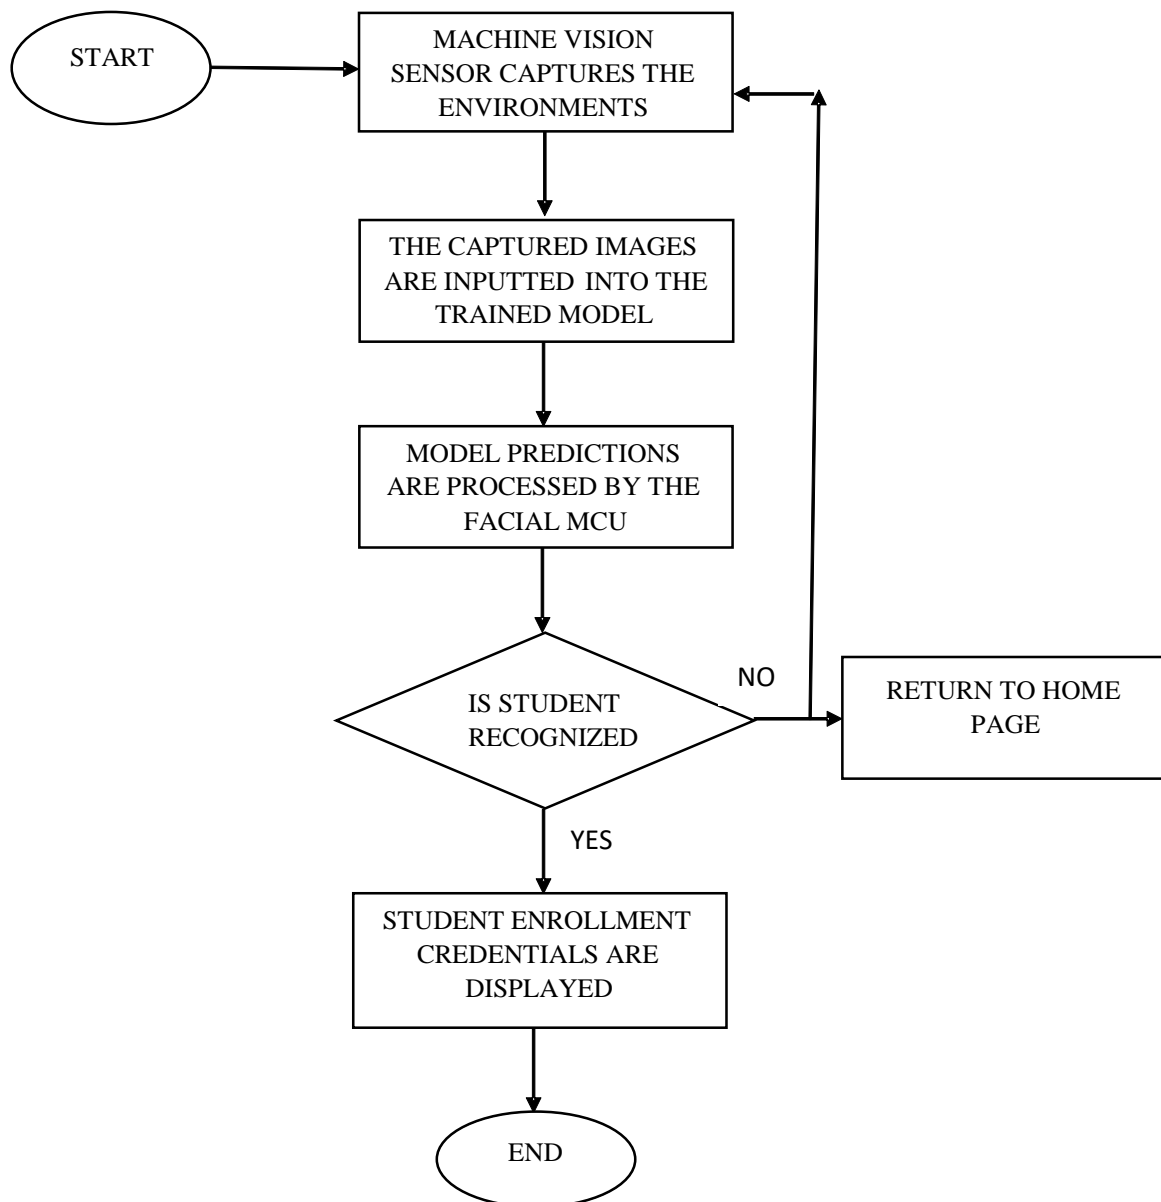 START
MACHINE VISION
SENSOR CAPTURES THE
ENVIRONMENTS
THE CAPTURED IMAGES
ARE INPUTTED INTO THE
TRAINED MODEL
MODEL PREDICTIONS
ARE PROCESSED BY THE
FACIAL MCU
IS STUDENT
RECOGNIZED
NO
RETURN TO HOME
PAGE
YES
STUDENT ENROLLMENT
CREDENTIALS ARE
DISPLAYED
END